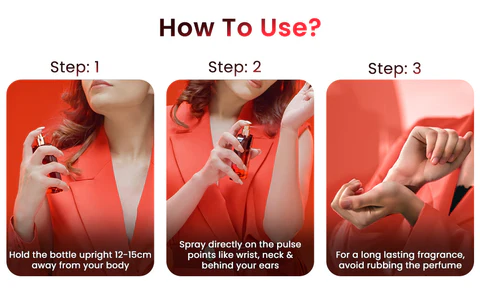 How To Use?
Step: 1
Step: 2
Step: 3
Hold the bottle upright 12-15cm
away from your body
Spray directly on the pulse
points like wrist, neck &
behind your ears
For a long lasting fragrance,
avoid rubbing the perfume